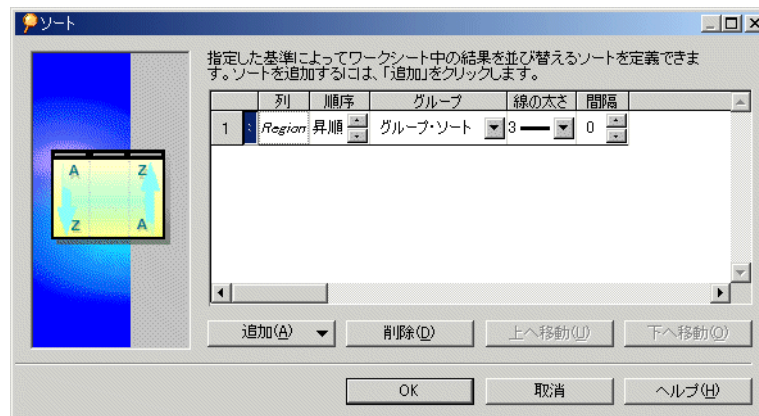 ソート
指定した基準によってワークシート中の結果を並び替えるソートを定義できま
す。ソートを追加するには、「追加」をクリックします。
列 順序 グループ 線の太さ 間隔
1 Region 昇順 グループ・ソート 3 0
A Z
Z A
追加(A) 削除(D) 上へ移動(U) 下へ移動(O)
OK 取消 ヘルプ(H)